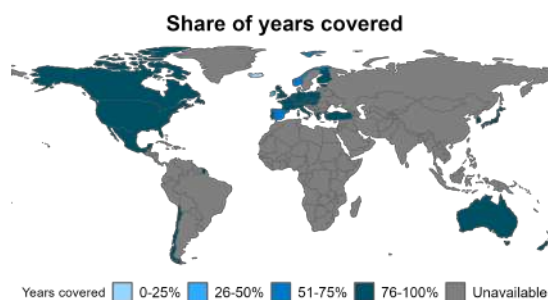 Share of years covered
Years covered 0-25% 26-50% 51-75% 76-100% Unavailable